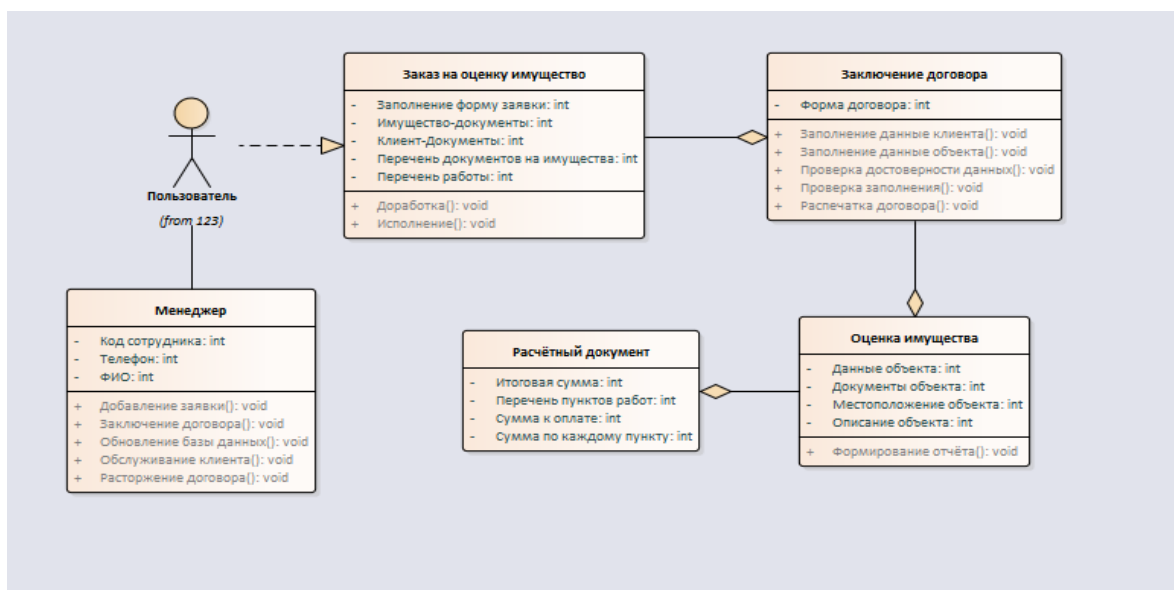 Заказ на оценку имущество
- Заполнение форму заявки: int
- Имущество-документы: int
- Клиент-Документы: int
- Перечень документов на имущества: int
- Перечень работы: int
+ Доработка(): void
+ Исполнение(): void
Заключение договора
- Форма договора: int
+ Заполнение данные клиента(): void
+ Заполнение данные объекта(): void
+ Проверка достоверности данных(): void
+ Проверка заполнения(): void
+ Распечатка договора(): void
Пользователь
(from 123)
Менеджер
- Код сотрудника: int
- Телефон: int
- ФИО: int
+ Добавление заявки(): void
+ Заключение договора(): void
+ Обновление базы данных(): void
+ Обслуживание клиента(): void
+ Расторжение договора(): void
Расчётный документ
- Итоговая сумма: int
- Перечень пунктов работ: int
- Сумма к оплате: int
- Сумма по каждому пункту: int
Оценка имущества
- Данные объекта: int
- Документы объекта: int
- Местоположение объекта: int
- Описание объекта: int
+ Формирование отчёта(): void